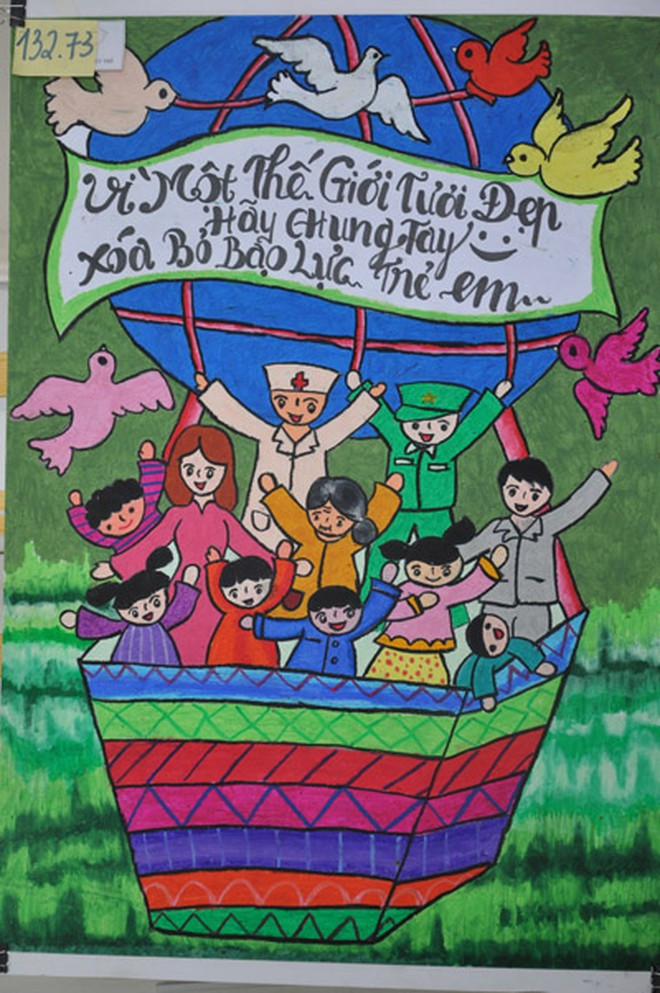 132.73
Vì Một Thế Giới Tươi Đẹp
Hãy Chung Tay
Xóa Bỏ Bạo Lực Trẻ em...